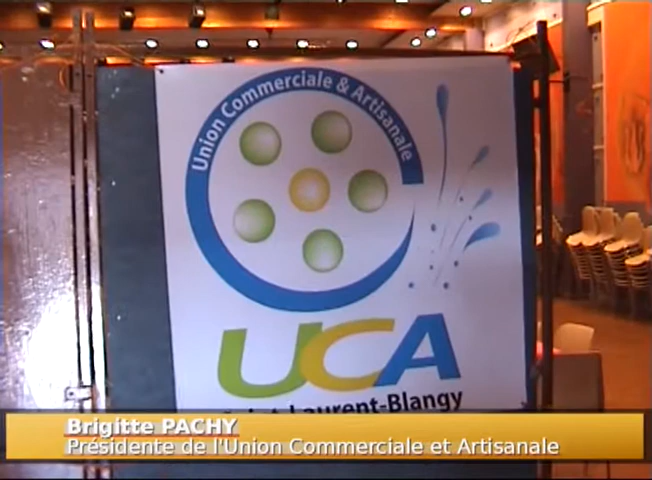 Union Commerciale & Artisanale
UCA
Saint-Laurent-Blangy
Brigitte PACHY
Présidente de l'Union Commerciale et Artisanale